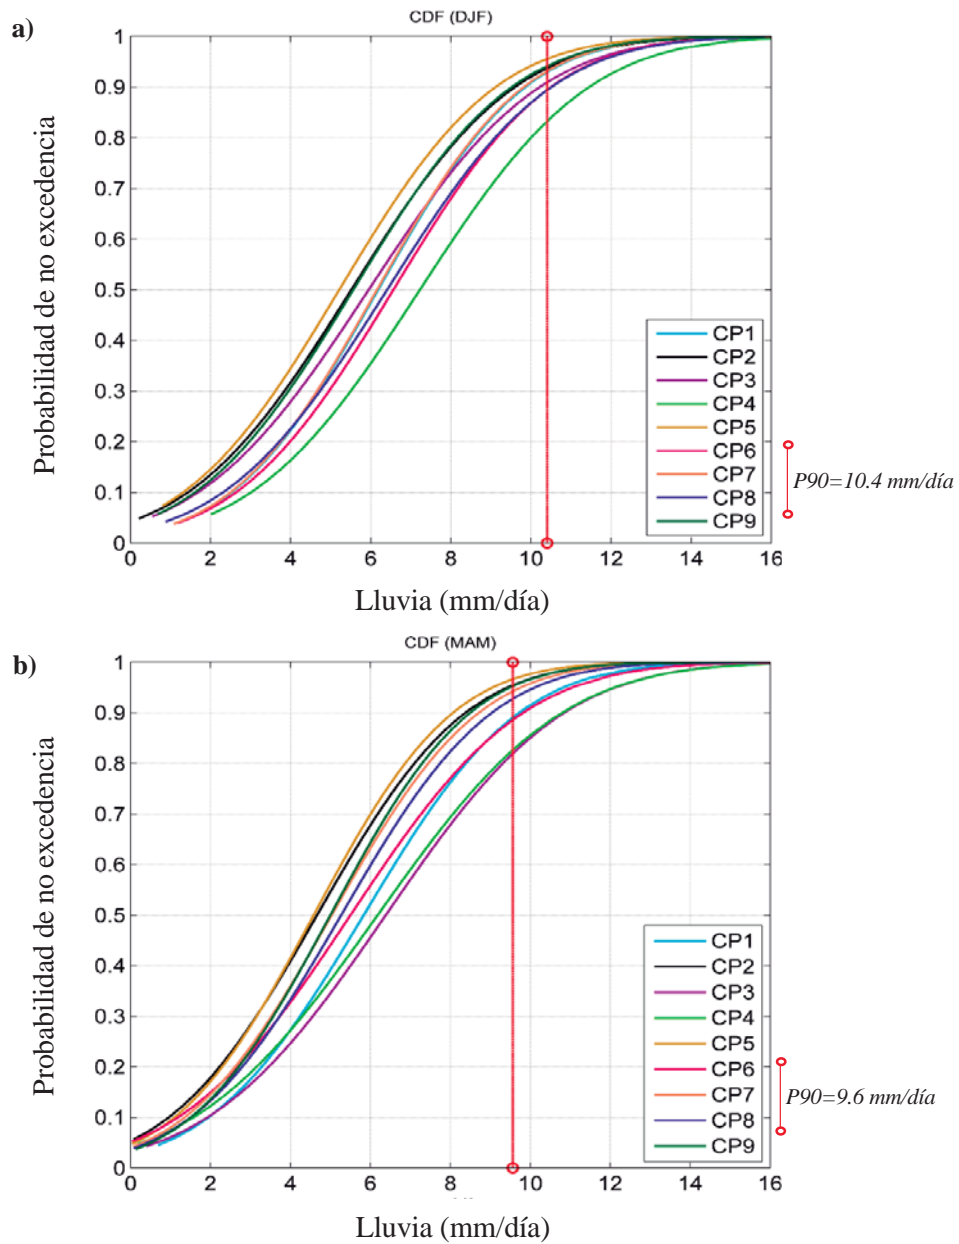 a)
CDF (DJF)
Probabilidad de no excedencia
1
0.9
0.8
0.7
0.6
0.5
0.4
0.3
0.2
0.1
0
0 2 4 6 8 10 12 14 16
Lluvia (mm/día)
CP1
CP2
CP3
CP4
CP5
CP6
CP7
CP8
CP9
P90=10.4 mm/día
b)
CDF (MAM)
Probabilidad de no excedencia
1
0.9
0.8
0.7
0.6
0.5
0.4
0.3
0.2
0.1
0
0 2 4 6 8 10 12 14 16
Lluvia (mm/día)
CP1
CP2
CP3
CP4
CP5
CP6
CP7
CP8
CP9
P90=9.6 mm/día